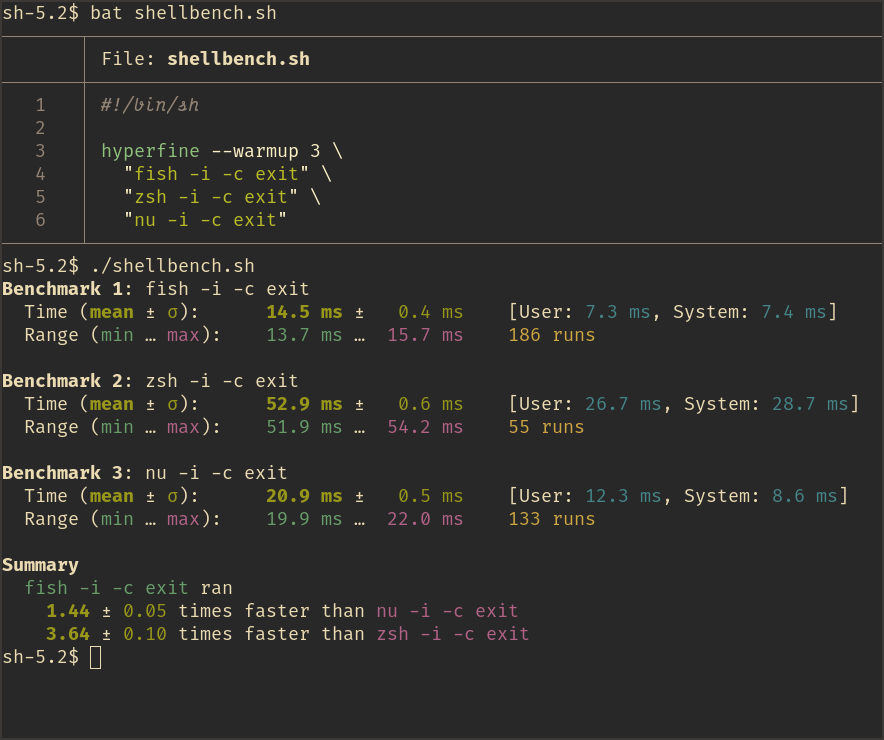 sh-5.2$ bat shellbench.sh
File: shellbench.sh
1 #!/bin/sh
2
3 hyperfine --warmup 3 \
4 "fish -i -c exit" \
5 "zsh -i -c exit" \
6 "nu -i -c exit"
sh-5.2$ ./shellbench.sh
Benchmark 1: fish -i -c exit
Time (mean ± σ): 14.5 ms ± 0.4 ms [User: 7.3 ms, System: 7.4 ms]
Range (min … max): 13.7 ms … 15.7 ms 186 runs
Benchmark 2: zsh -i -c exit
Time (mean ± σ): 52.9 ms ± 0.6 ms [User: 26.7 ms, System: 28.7 ms]
Range (min … max): 51.9 ms … 54.2 ms 55 runs
Benchmark 3: nu -i -c exit
Time (mean ± σ): 20.9 ms ± 0.5 ms [User: 12.3 ms, System: 8.6 ms]
Range (min … max): 19.9 ms … 22.0 ms 133 runs
Summary
fish -i -c exit ran
1.44 ± 0.05 times faster than nu -i -c exit
3.64 ± 0.10 times faster than zsh -i -c exit
sh-5.2$